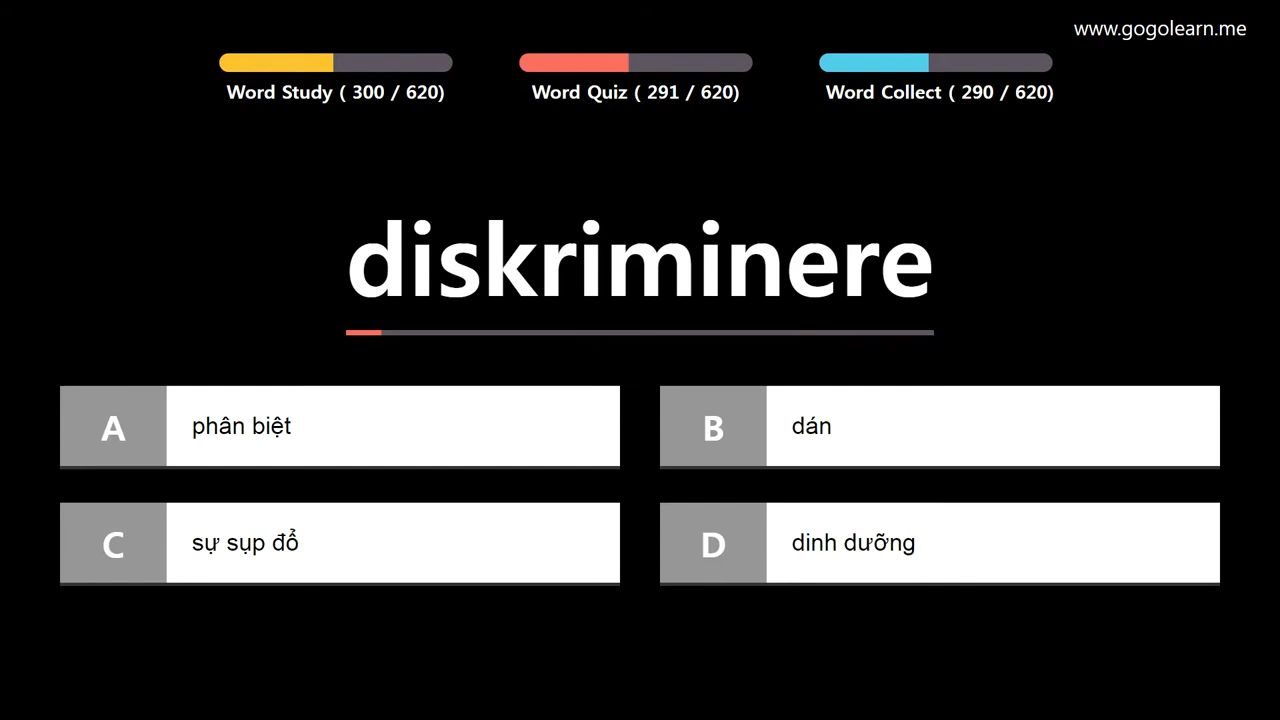 www.gogolearn.me
Word Study ( 300 / 620)
Word Quiz ( 291 / 620)
Word Collect ( 290 / 620)
diskriminere
A phân biệt
B dán
C sự sụp đổ
D dinh dưỡng